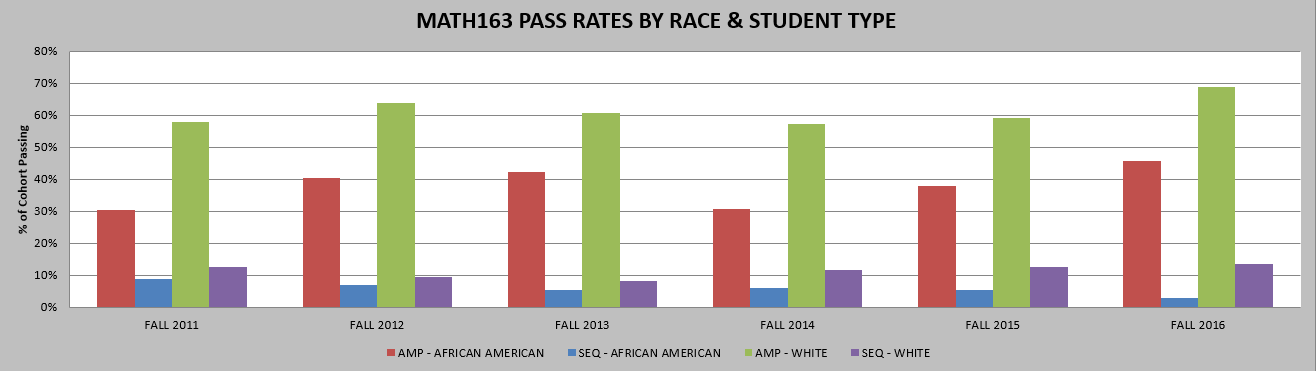 MATH163 PASS RATES BY RACE & STUDENT TYPE
% of Cohort Passing
80%
70%
60%
50%
40%
30%
20%
10%
0%
FALL 2011 FALL 2012 FALL 2013 FALL 2014 FALL 2015 FALL 2016
AMP - AFRICAN AMERICAN SEQ - AFRICAN AMERICAN AMP - WHITE SEQ - WHITE